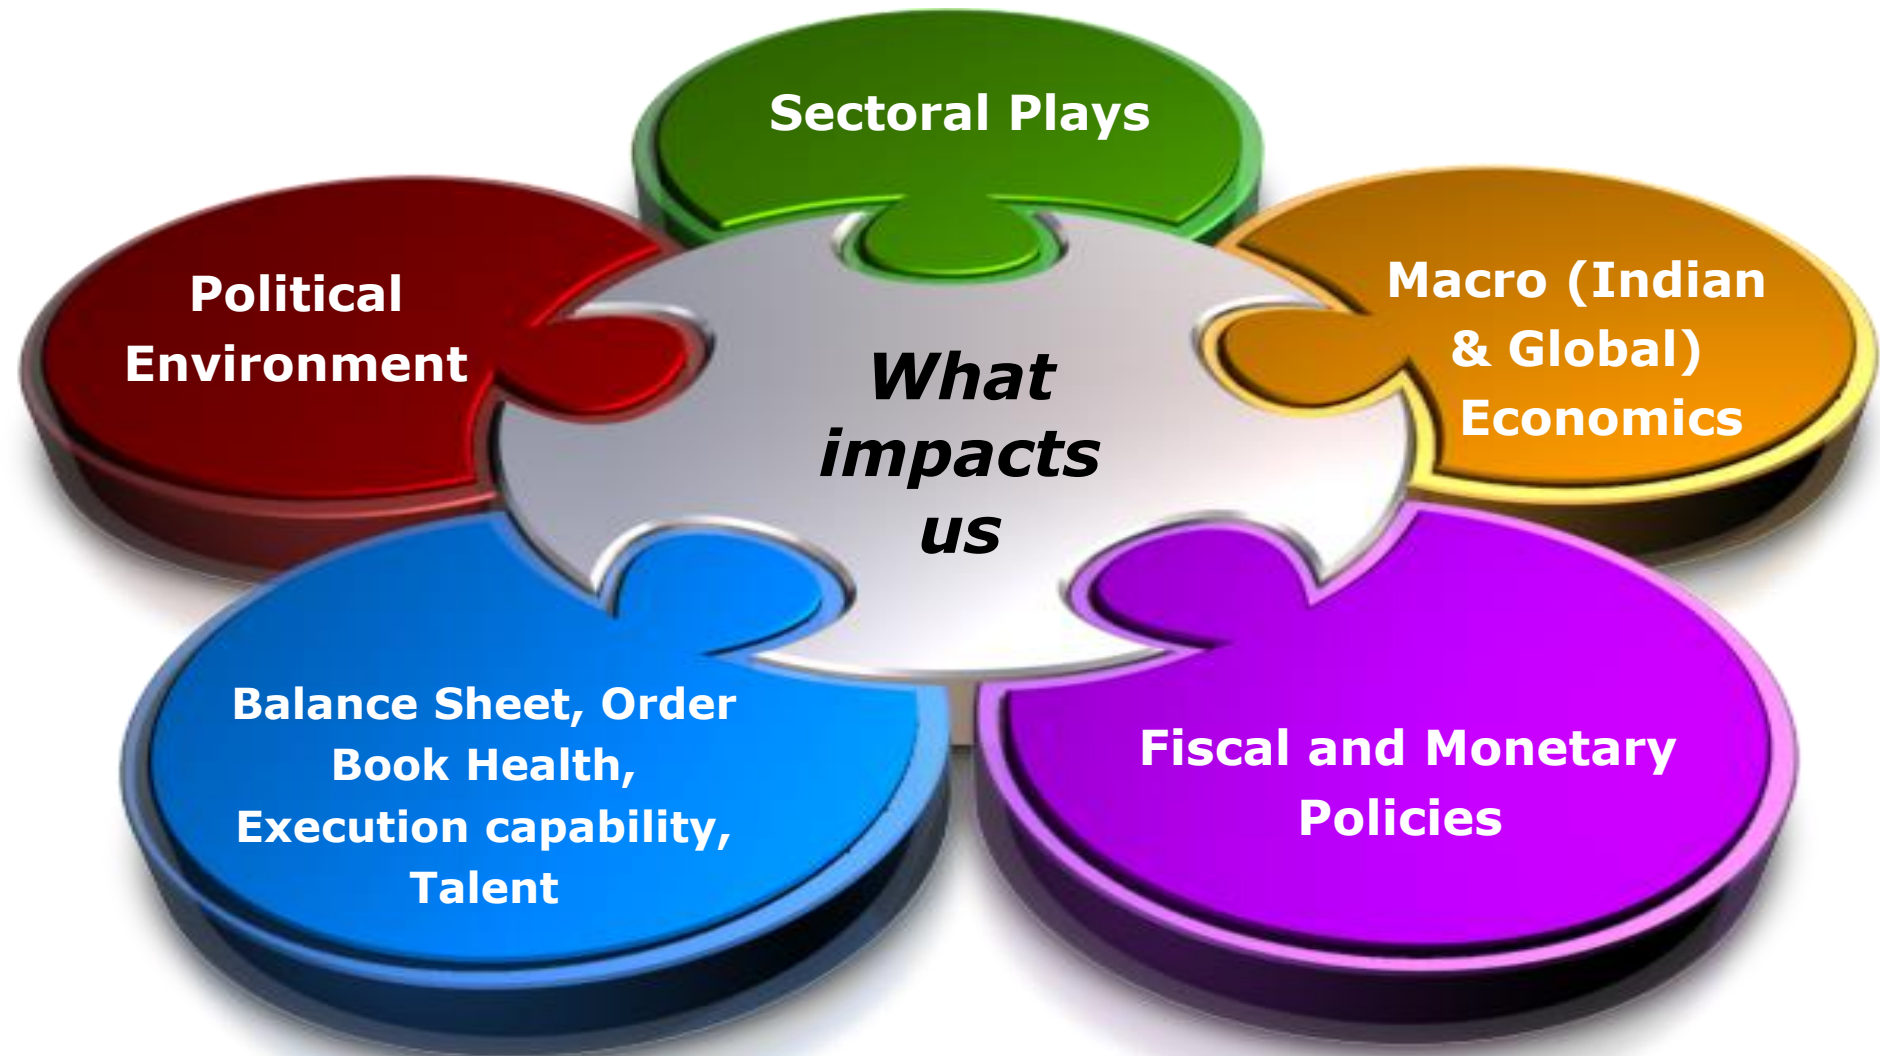 Sectoral Plays
Political
Environment
Macro (Indian
& Global)
Economics
What
impacts
us
Balance Sheet, Order
Book Health,
Execution capability,
Talent
Fiscal and Monetary
Policies